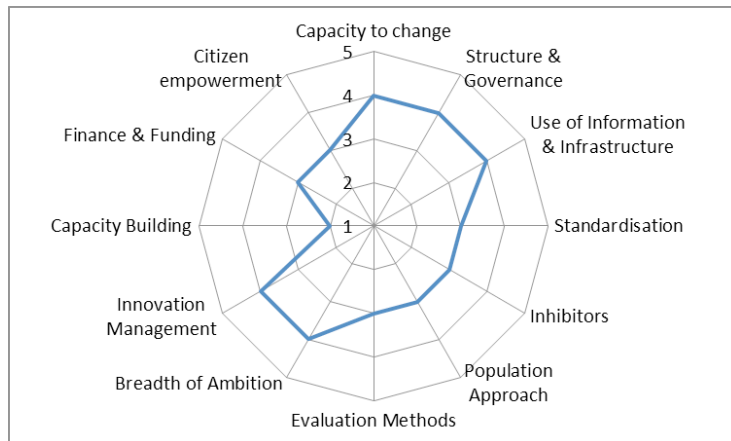 Capacity to change
Structure &
Governance
Use of Information
& Infrastructure
Standardisation
Inhibitors
Population
Approach
Evaluation Methods
Breadth of Ambition
Innovation
Management
Capacity Building
Finance & Funding
Citizen
empowerment
5
4
3
2
1